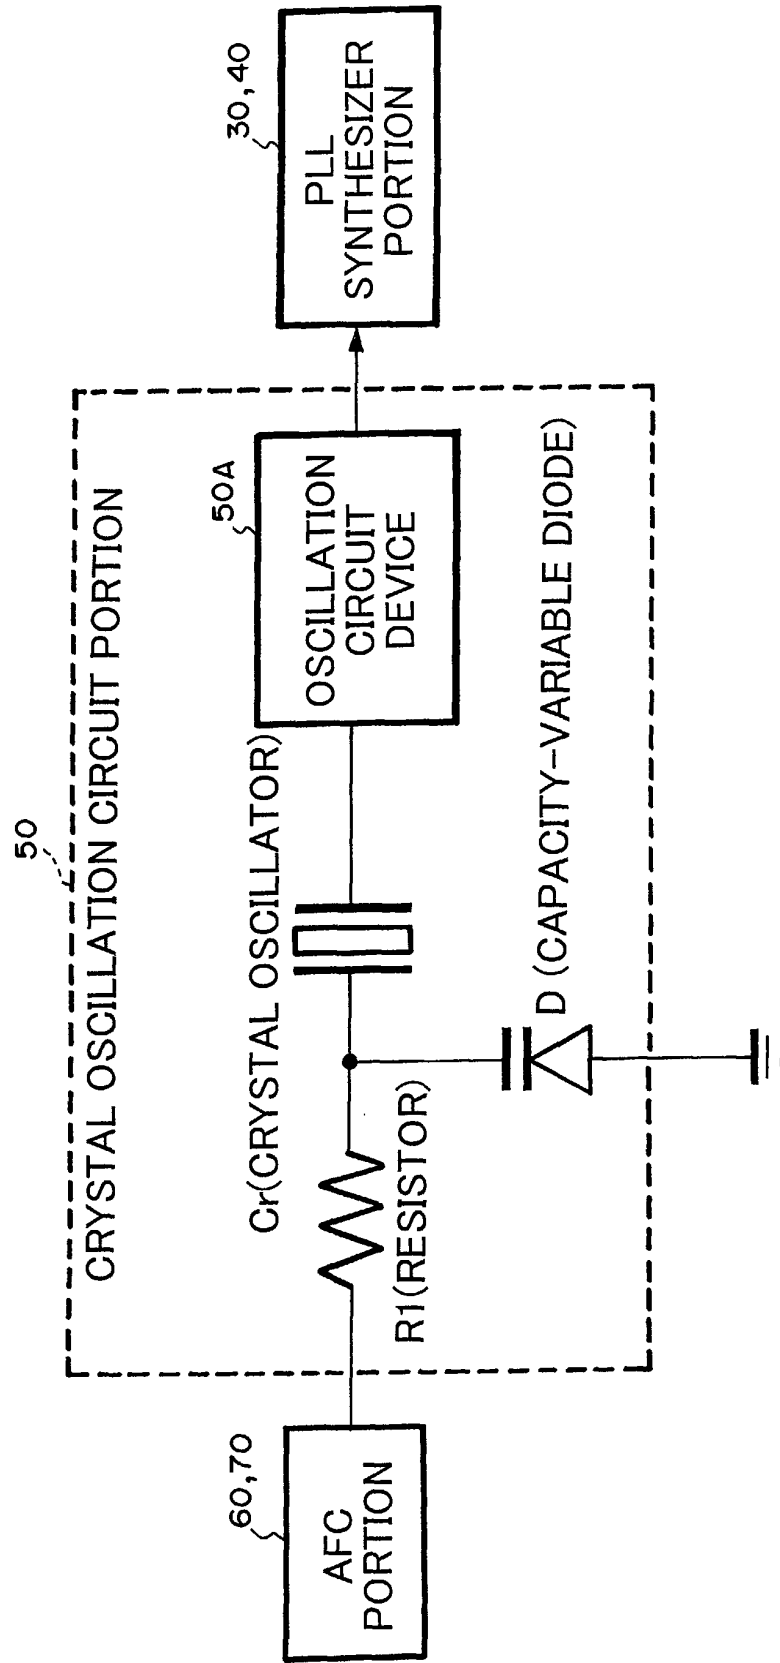 50
CRYSTAL OSCILLATION CIRCUIT PORTION
60,70
AFC
PORTION
Cr(CRYSTAL OSCILLATOR)
R1(RESISTOR)
D (CAPACITY-VARIABLE DIODE)
50A
OSCILLATION
CIRCUIT
DEVICE
30,40
PLL
SYNTHESIZER
PORTION